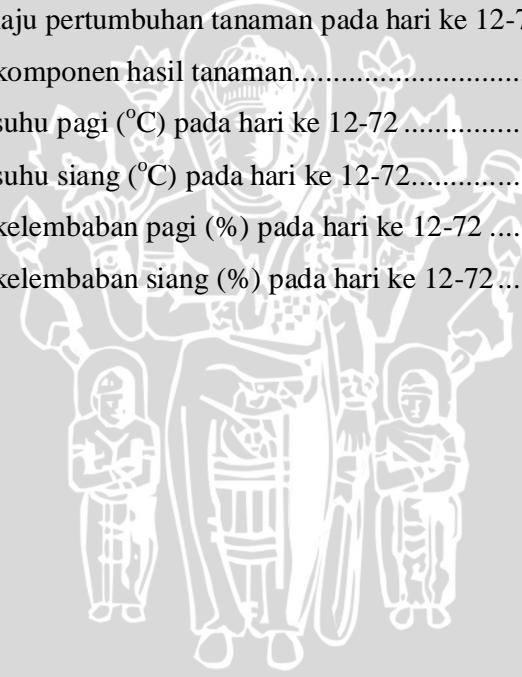 laju pertumbuhan tanaman pada hari ke 12-7
komponen hasil tanaman..............................
suhu pagi (°C) pada hari ke 12-72 ................
suhu siang (°C) pada hari ke 12-72...............
kelembaban pagi (%) pada hari ke 12-72 ....
kelembaban siang (%) pada hari ke 12-72...